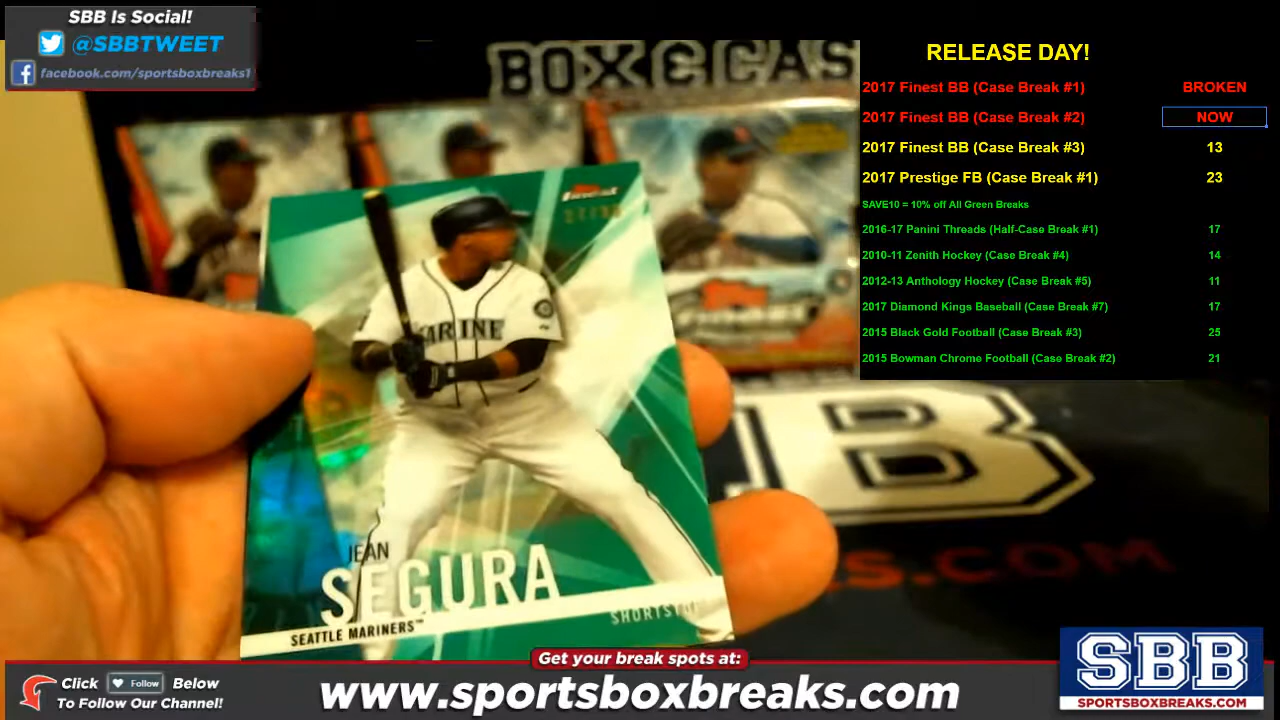 SBB Is Social!
@SBBTWEET
facebook.com/sportsboxbreaks1
BOX & CAS
RELEASE DAY!
2017 Finest BB (Case Break #1) BROKEN
2017 Finest BB (Case Break #2) NOW
2017 Finest BB (Case Break #3) 13
2017 Prestige FB (Case Break #1) 23
SAVE10 = 10% off All Green Breaks
2016-17 Panini Threads (Half-Case Break #1) 17
2010-11 Zenith Hockey (Case Break #4) 14
2012-13 Anthology Hockey (Case Break #5) 11
2017 Diamond Kings Baseball (Case Break #7) 17
2015 Black Gold Football (Case Break #3) 25
2015 Bowman Chrome Football (Case Break #2) 21
Finest
MARINE
JEAN
SEGURA
SHORTSTOP
SEATTLE MARINERS™
B
.COM
Get your break spots at:
www.sportsboxbreaks.com
Click Follow Below
To Follow Our Channel!
SBB
SPORTSBOXBREAKS.COM